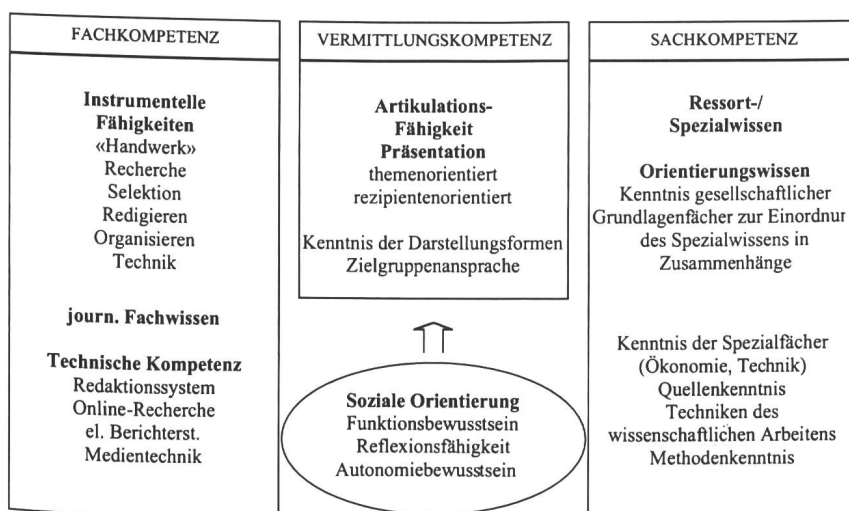 FACHKOMPETENZ
Instrumentelle
Fähigkeiten
«Handwerk»
Recherche
Selektion
Redigieren
Organisieren
Technik
journ. Fachwissen
Technische Kompetenz
Redaktionssystem
Online-Recherche
el. Berichterst.
Medientechnik
VERMITTLUNGSKOMPETENZ
Artikulations-
Fähigkeit
Präsentation
themenorientiert
rezipientenorientiert
Kenntnis der Darstellungsformen
Zielgruppenansprache
Soziale Orientierung
Funktionsbewusstsein
Reflexionsfähigkeit
Autonomiebewusstsein
SACHKOMPETENZ
Ressort-/
Spezialwissen
Orientierungswissen
Kenntnis gesellschaftlicher
Grundlagenfächer zur Einordnur
des Spezialwissens in
Zusammenhänge
Kenntnis der Spezialfächer
(Ökonomie, Technik)
Quellenkenntnis
Techniken des
wissenschaftlichen Arbeitens
Methodenkenntnis